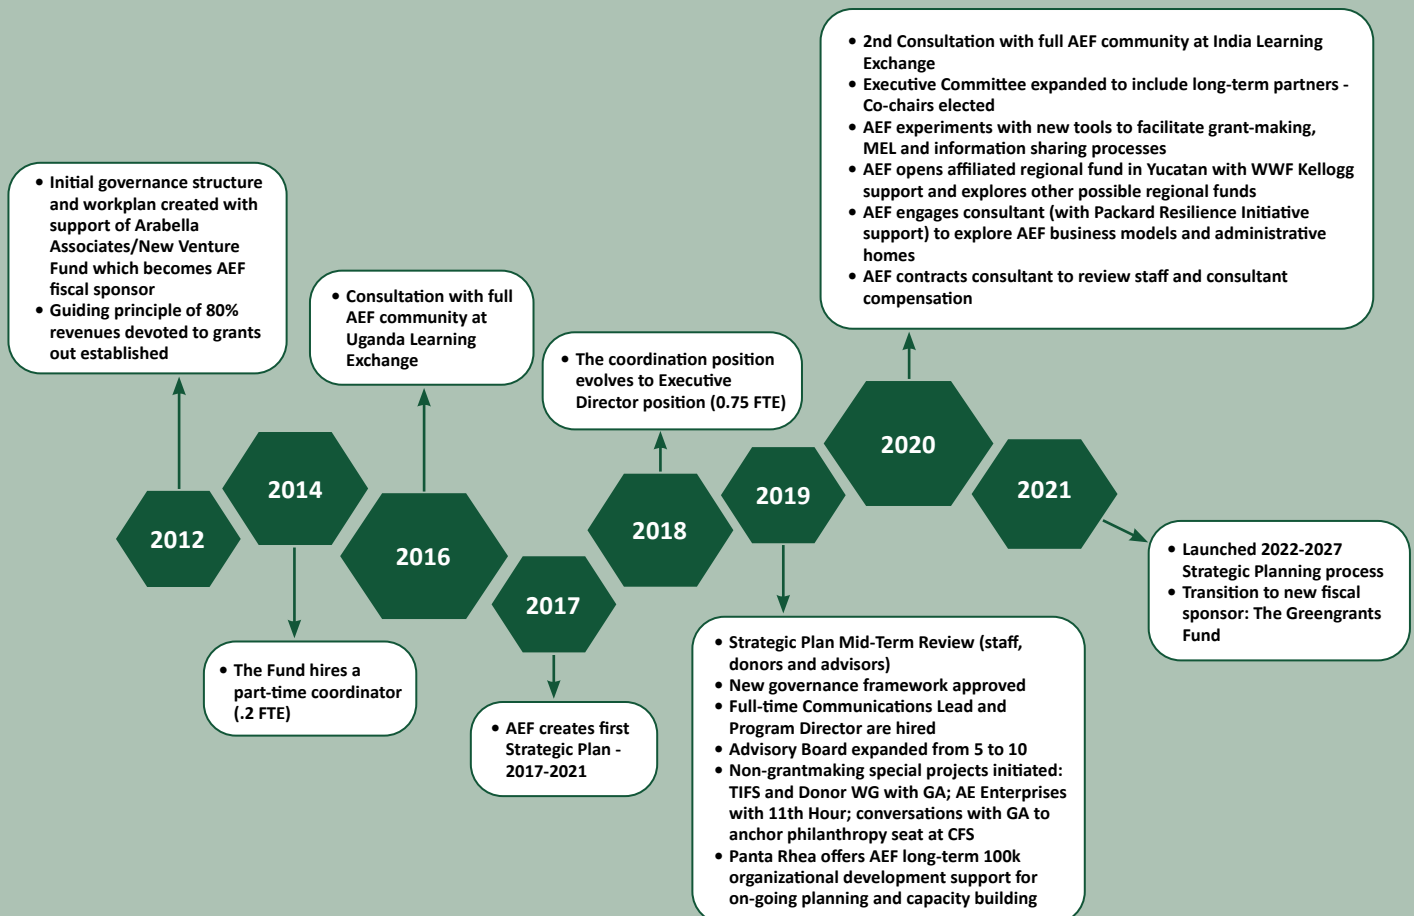 • Initial governance structure
and workplan created with
support of Arabella
Associates/New Venture
Fund which becomes AEF
fiscal sponsor
• Guiding principle of 80%
revenues devoted to grants
out established
2012
2014
• The Fund hires a
part-time coordinator
(.2 FTE)
• Consultation with full
AEF community at
Uganda Learning
Exchange
2016
2017
• AEF creates first
Strategic Plan -
2017-2021
• The coordination position
evolves to Executive
Director position (0.75 FTE)
2018
2019
• Strategic Plan Mid-Term Review (staff,
donors and advisors)
• New governance framework approved
• Full-time Communications Lead and
Program Director are hired
• Advisory Board expanded from 5 to 10
• Non-grantmaking special projects initiated:
TIFS and Donor WG with GA; AE Enterprises
with 11th Hour; conversations with GA to
anchor philanthropy seat at CFS
• Panta Rhea offers AEF long-term 100k
organizational development support for
on-going planning and capacity building
• 2nd Consultation with full AEF community at India Learning
Exchange
• Executive Committee expanded to include long-term partners -
Co-chairs elected
• AEF experiments with new tools to facilitate grant-making,
MEL and information sharing processes
• AEF opens affiliated regional fund in Yucatan with WWF Kellogg
support and explores other possible regional funds
• AEF engages consultant (with Packard Resilience Initiative
support) to explore AEF business models and administrative
homes
• AEF contracts consultant to review staff and consultant
compensation
2020
2021
• Launched 2022-2027
Strategic Planning process
• Transition to new fiscal
sponsor: The Greengrants
Fund